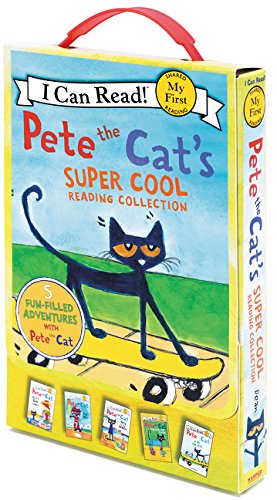 I Can Read!
SHARED
My First
READING
Pete the Cat's
SUPER COOL
READING COLLECTION
5
FUN-FILLED
ADVENTURES
WITH
Pete the Cat
I Can Read!
My First
Pete the Cat's
SUPER COOL
READING COLLECTION
HARPER